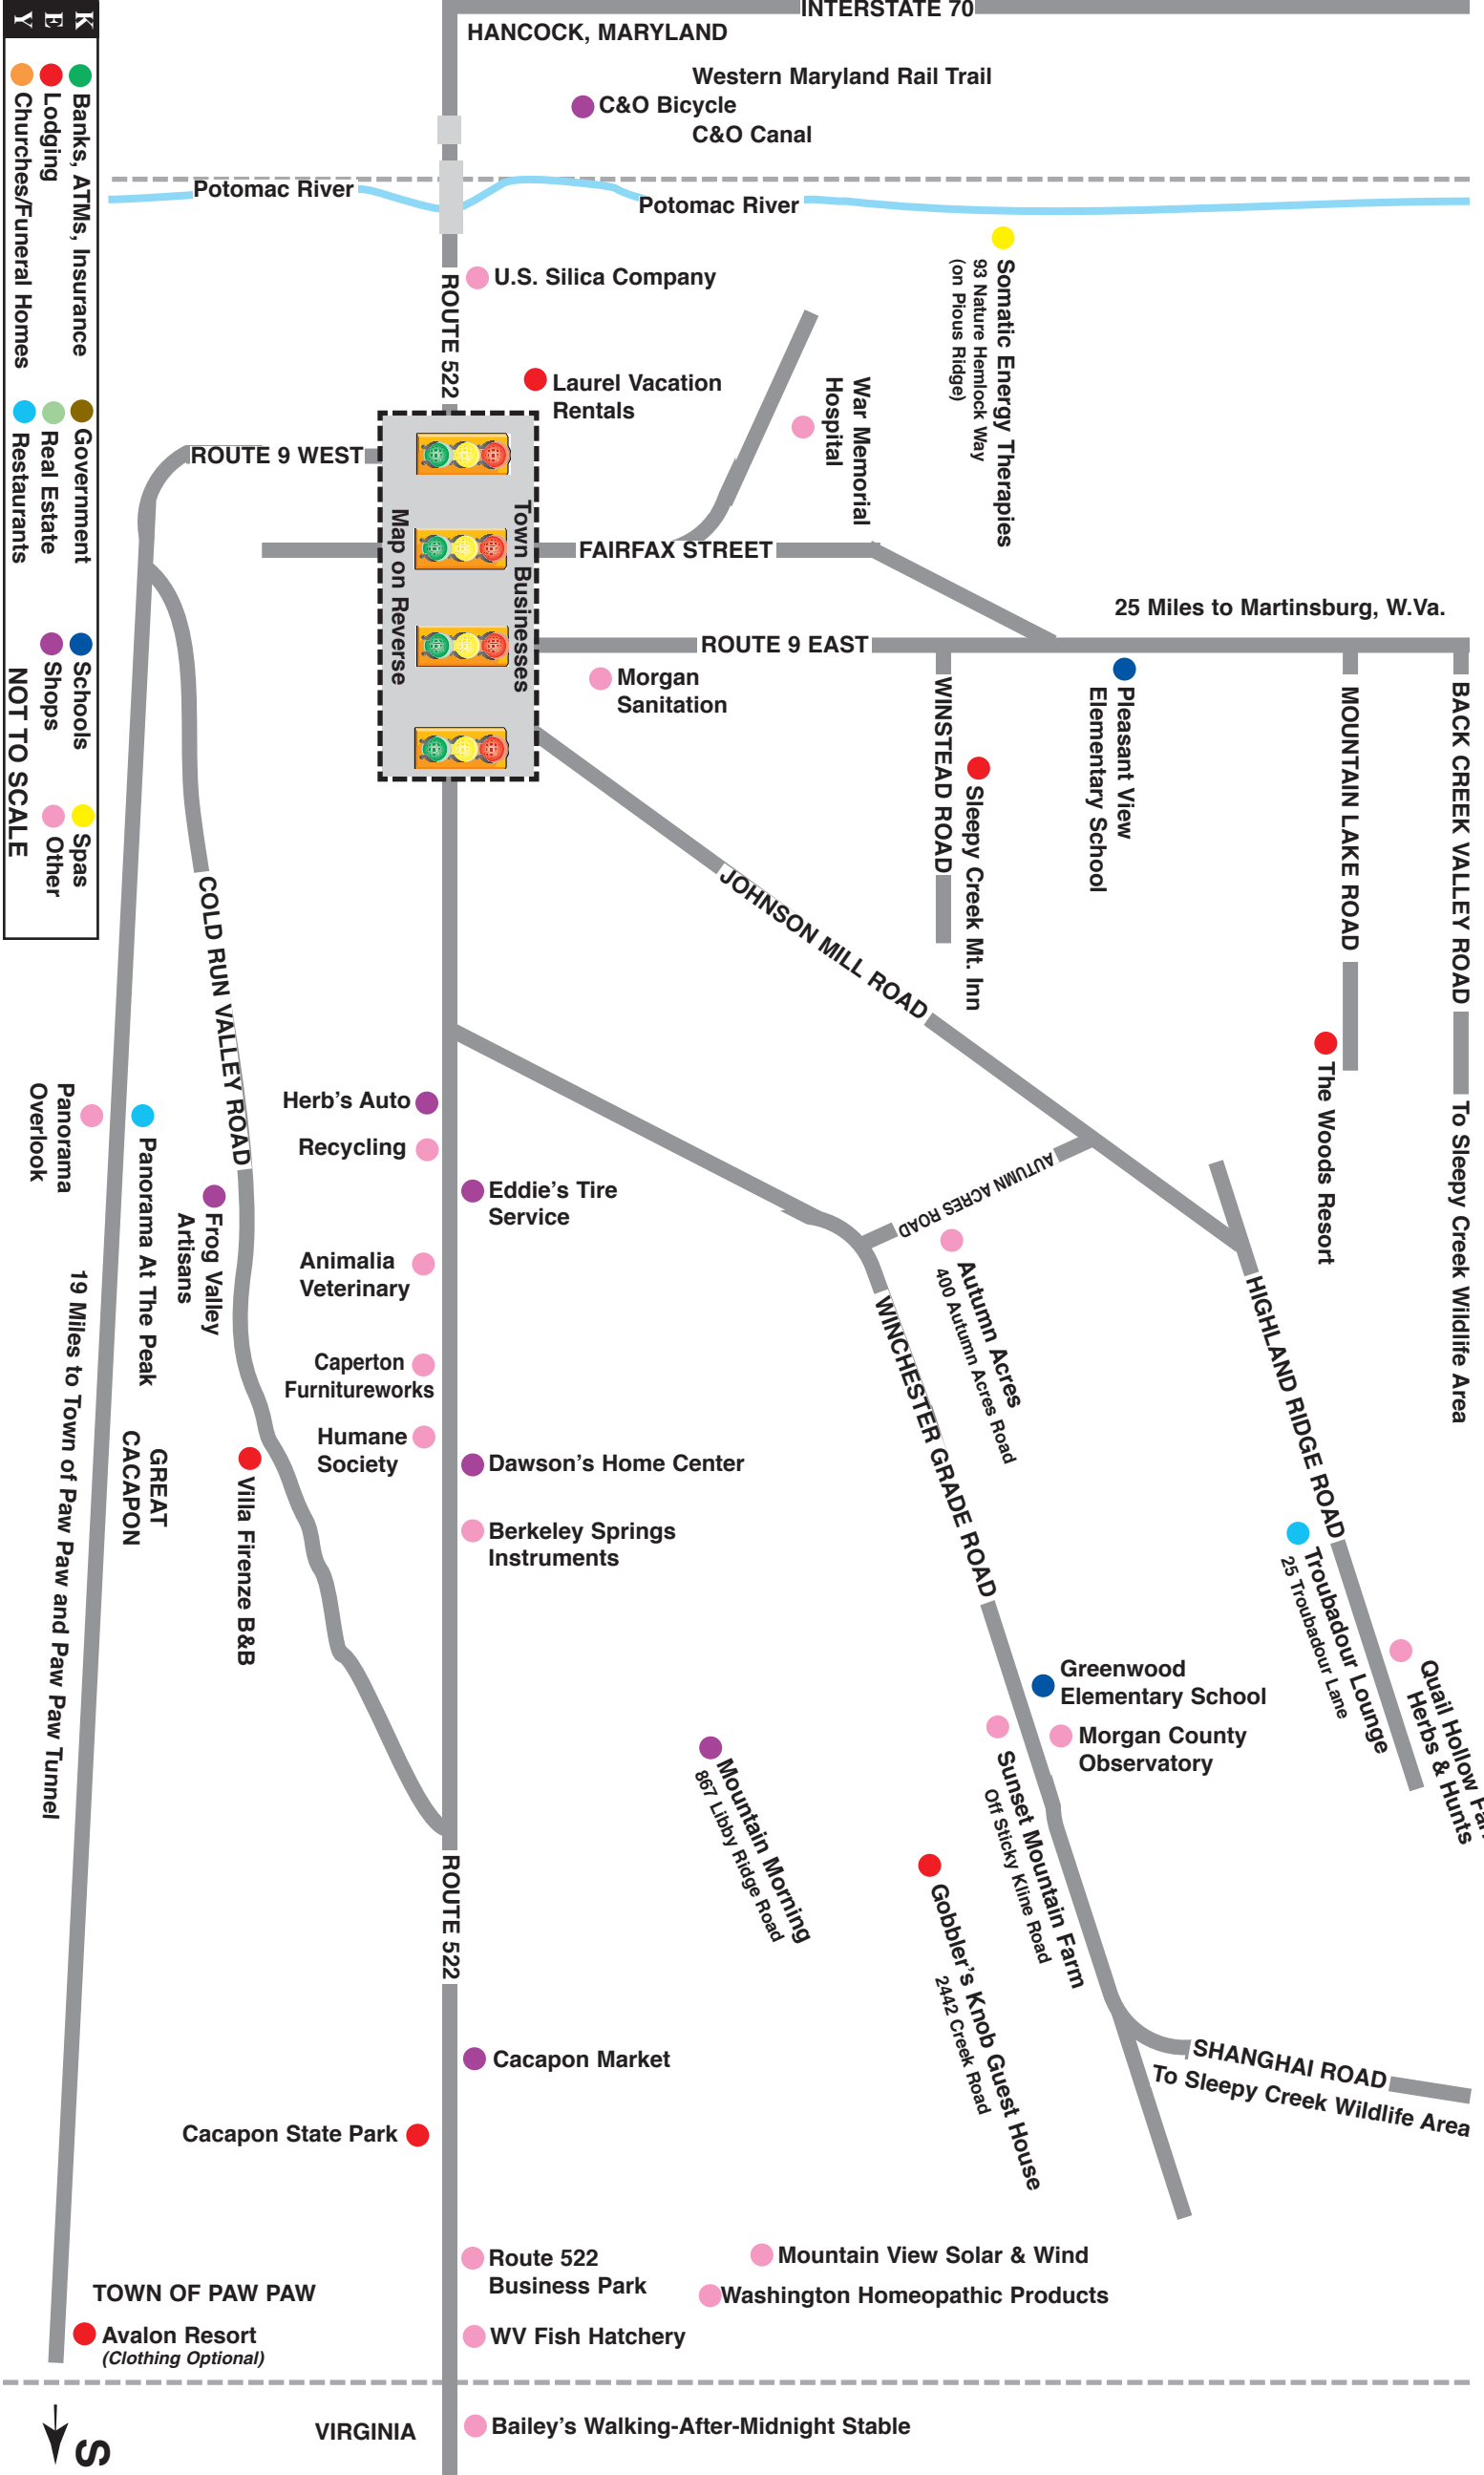 INTERSTATE 70
HANCOCK, MARYLAND
Western Maryland Rail Trail
C&O Bicycle
C&O Canal
Potomac River
Potomac River
U.S. Silica Company
ROUTE 522
Somatic Energy Therapies
93 Nature Hemlock Way
(on Pious Ridge)
Laurel Vacation
Rentals
War Memorial
Hospital
ROUTE 9 WEST
Town Businesses
Map on Reverse
FAIRFAX STREET
25 Miles to Martinsburg, W.Va.
ROUTE 9 EAST
Morgan
Sanitation
WINSTEAD ROAD
Pleasant View
Elementary School
MOUNTAIN LAKE ROAD
BACK CREEK VALLEY ROAD
To Sleepy Creek Wildlife Area
Sleepy Creek Mt. Inn
JOHNSON MILL ROAD
The Woods Resort
KEY
Banks, ATMs, Insurance
Lodging
Churches/Funeral Homes
Government
Real Estate
Restaurants
Schools
Shops
Spas
Other
NOT TO SCALE
COLD RUN VALLEY ROAD
Panorama
Overlook
Panorama At The Peak
Frog Valley
Artisans
Herb's Auto
Recycling
Eddie's Tire
Service
Animalia
Veterinary
Caperton
Furnitureworks
Humane
Society
Dawson's Home Center
Berkeley Springs
Instruments
AUTUMN ACRES ROAD
Autumn Acres
400 Autumn Acres Road
WINCHESTER GRADE ROAD
HIGHLAND RIDGE ROAD
Troubadour Lounge
25 Troubadour Lane
Quail Hollow
Herbs & Hunts
19 Miles to Town of Paw Paw and Paw Paw Tunnel
GREAT
CACAPON
Villa Firenze B&B
Greenwood
Elementary School
Morgan County
Observatory
Sunset Mountain Farm
Off Sticky Kline Road
Mountain Morning
867 Libby Ridge Road
Gobbler's Knob Guest House
2442 Creek Road
ROUTE 522
SHANGHAI ROAD
To Sleepy Creek Wildlife Area
Cacapon Market
Cacapon State Park
Route 522
Business Park
Mountain View Solar & Wind
Washington Homeopathic Products
WV Fish Hatchery
TOWN OF PAW PAW
Avalon Resort
(Clothing Optional)
VIRGINIA
Bailey's Walking-After-Midnight Stable
S